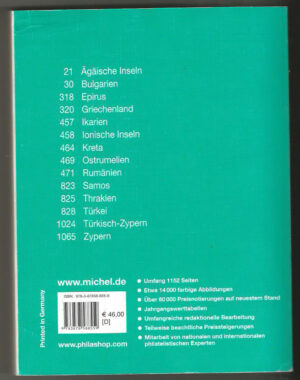 21 Ägäische Inseln
30 Bulgarien
318 Epirus
320 Griechenland
457 Ikarien
458 Ionische Inseln
464 Kreta
469 Ostrumelien
471 Rumänien
823 Samos
825 Thrakien
828 Türkei
1024 Türkisch-Zypern
1065 Zypern
www.michel.de
€ 46,00
[D]
www.philashop.com
Umfang 1152 Seiten
Etwa 14 000 farbige Abbildungen
Über 60 000 Preisnotierungen auf neuestem Stand
Jahrgangswerttabellen
Umfangreiche redaktionelle Bearbeitung
Teilweise beachtliche Preissteigerungen
Mitarbeit von nationalen und internationalen
philatelistischen Experten
Printed in Germany